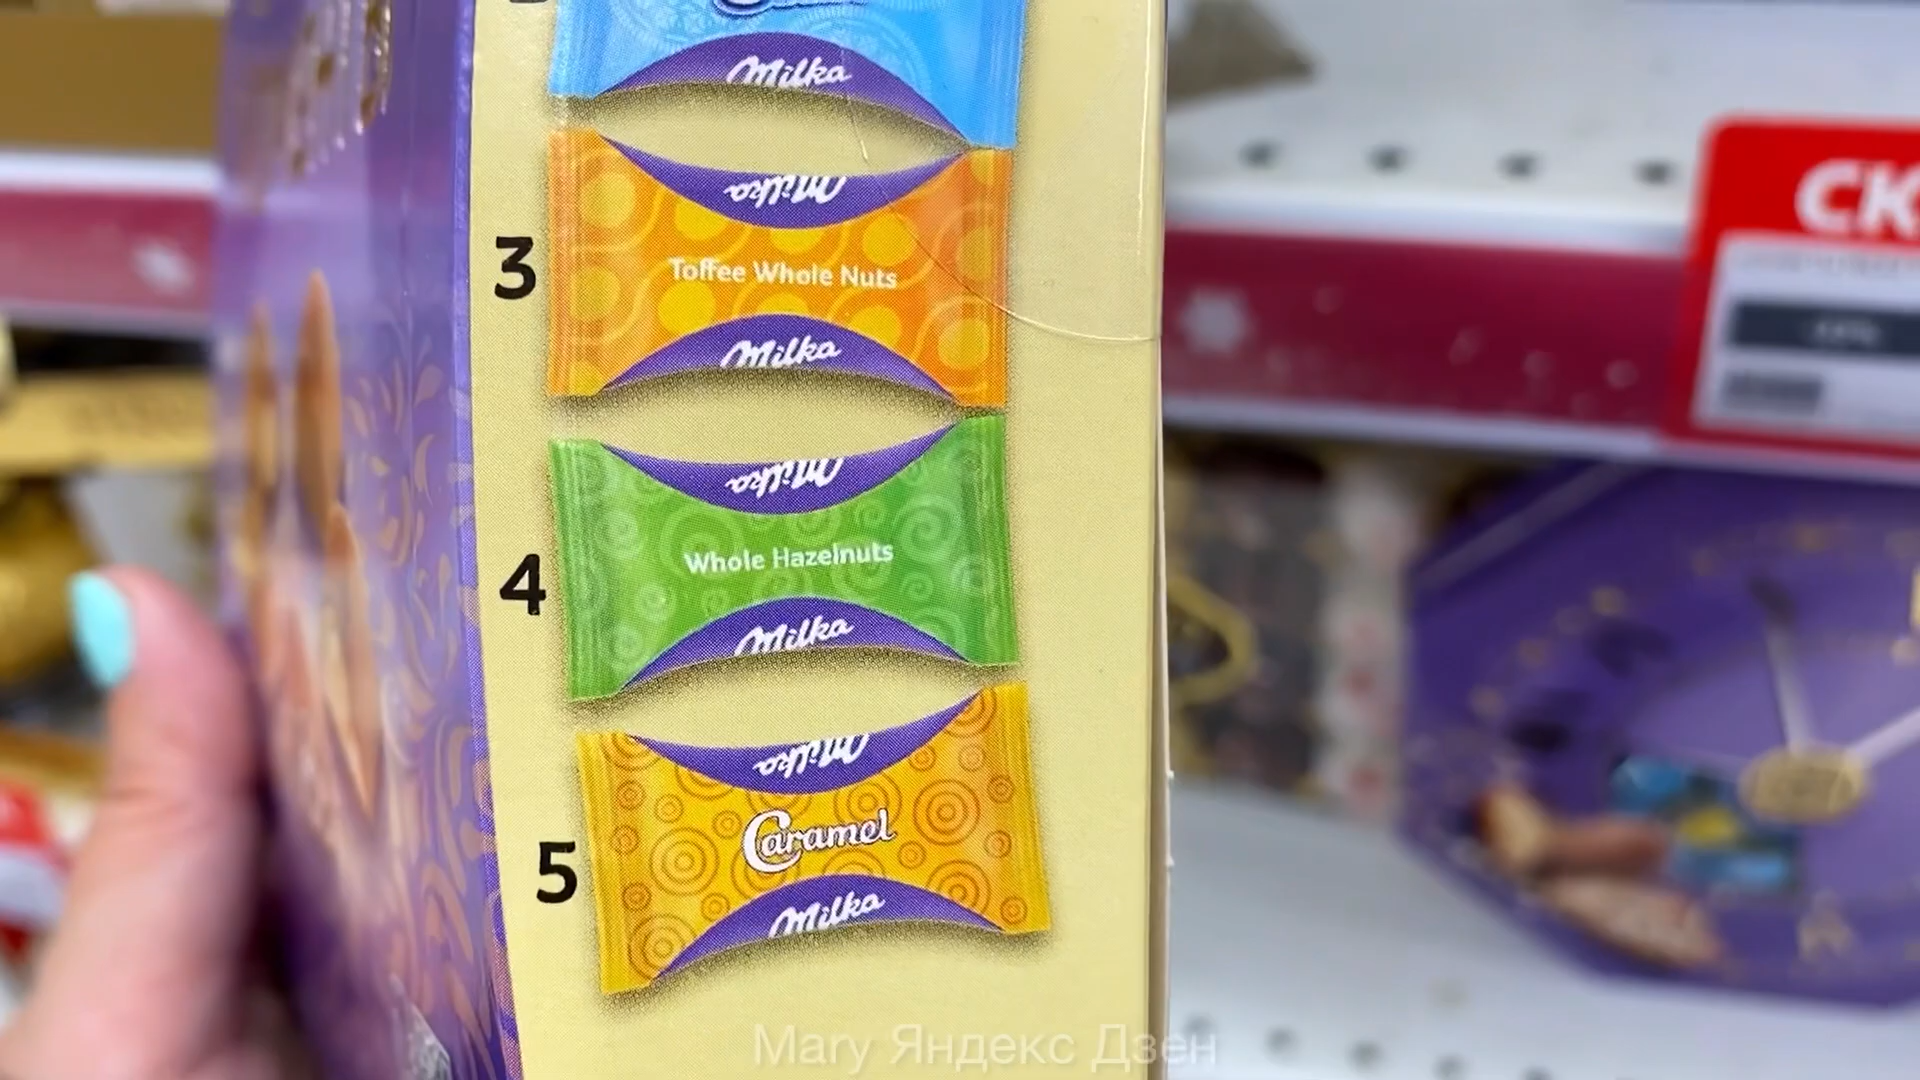 Milka
Milka
3
Toffee Whole Nuts
Milka
Milka
4
Whole Hazelnuts
Milka
Milka
5
Caramel
Milka
СК
Mary Яндекс Дзен